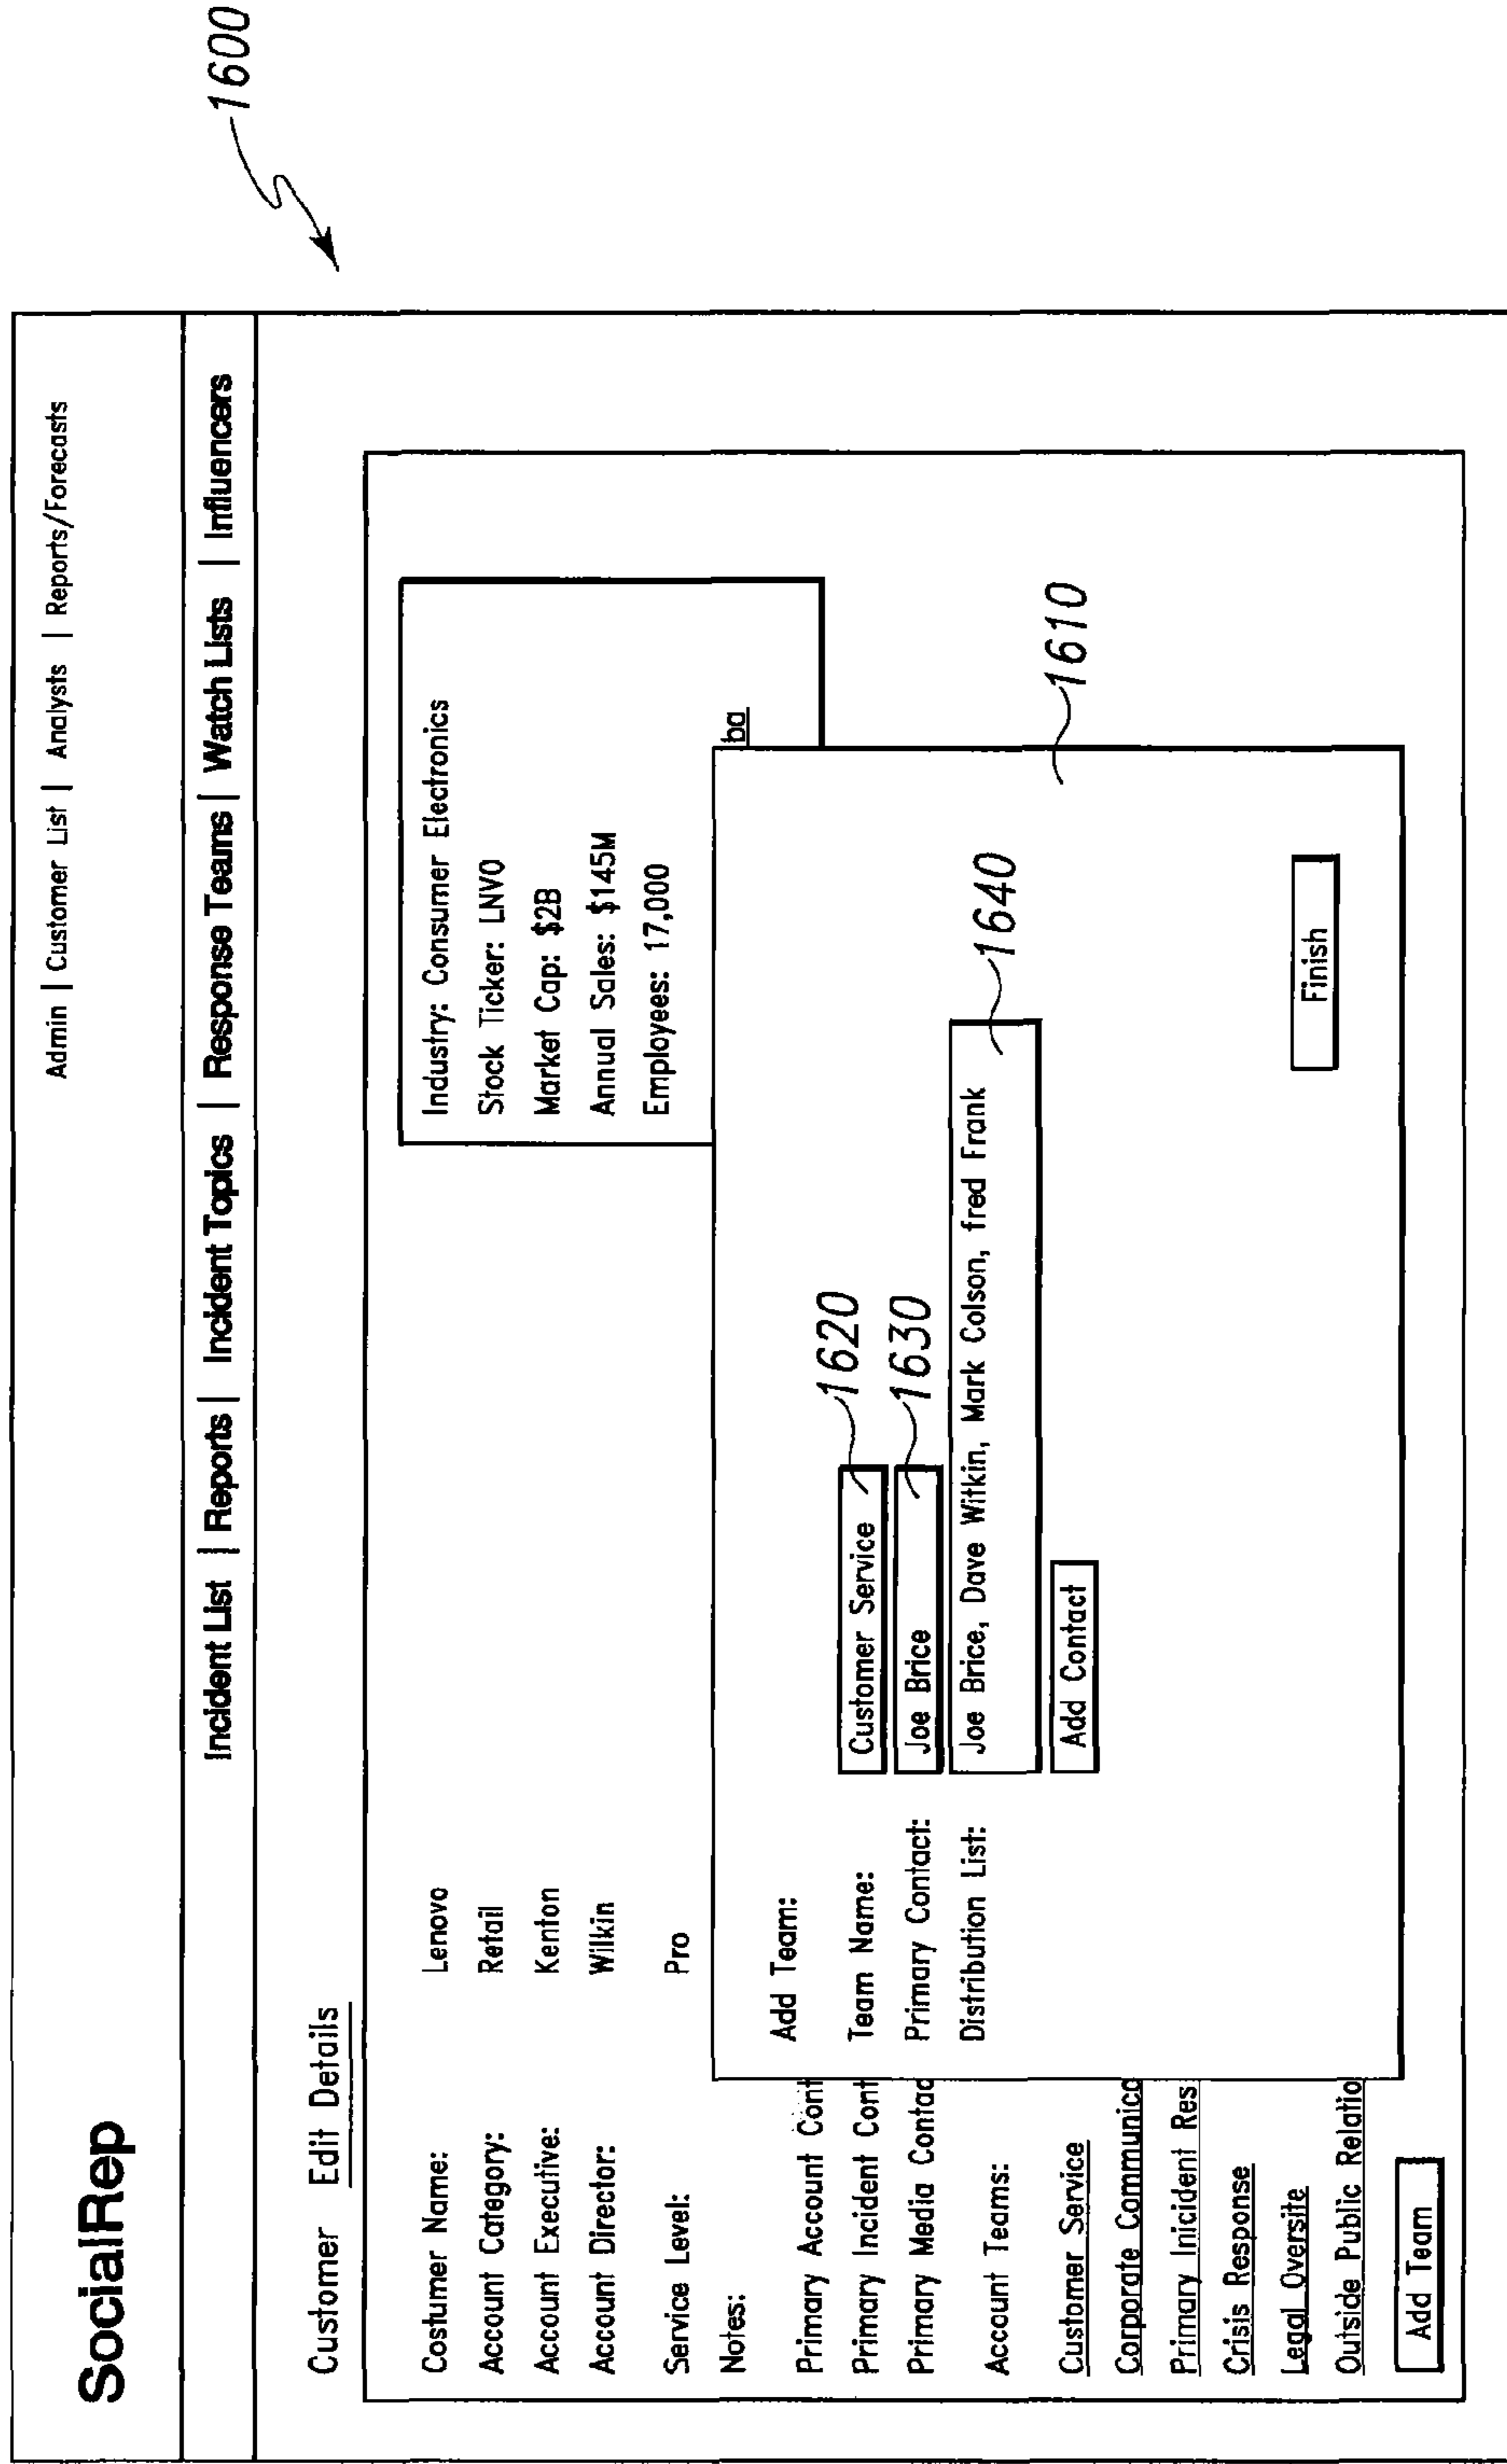 SocialRep
Admin | Customer List | Analysts | Reports/Forecasts
Incident List | Reports | Incident Topics | Response Teams | Watch Lists | Influencers
1600
Customer Edit Details
Costumer Name: Lenovo
Account Category: Retail
Account Executive: Kenton
Account Director: Wilkin
Service Level: Pro
Notes:
Industry: Consumer Electronics
Stock Ticker: LNVO
Market Cap: $2B
Annual Sales: $145M
Employees: 17,000
ba
Primary Account Cont
Primary Incident Cont
Primary Media Contac
Account Teams:
Customer Service
Corporate Communica
Primary Inicident Res
Crisis Response
Legal Oversite
Outside Public Relatio
Add Team
Add Team:
Team Name: Customer Service 1620
Primary Contact: Joe Brice 1630
Distribution List: Joe Brice, Dave Witkin, Mark Colson, fred Frank 1640
Add Contact
Finish
1610